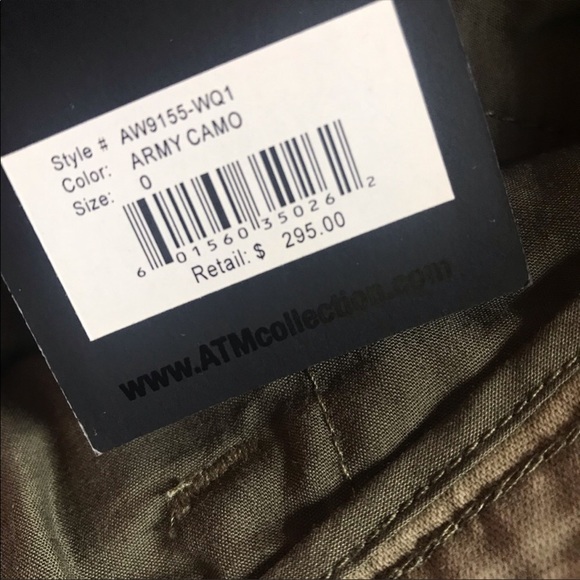 Style # AW9155-WQ1
Color: ARMY CAMO
Size: 0
6 01560 35026 2
Retail: $ 295.00
www.ATMcollection.com